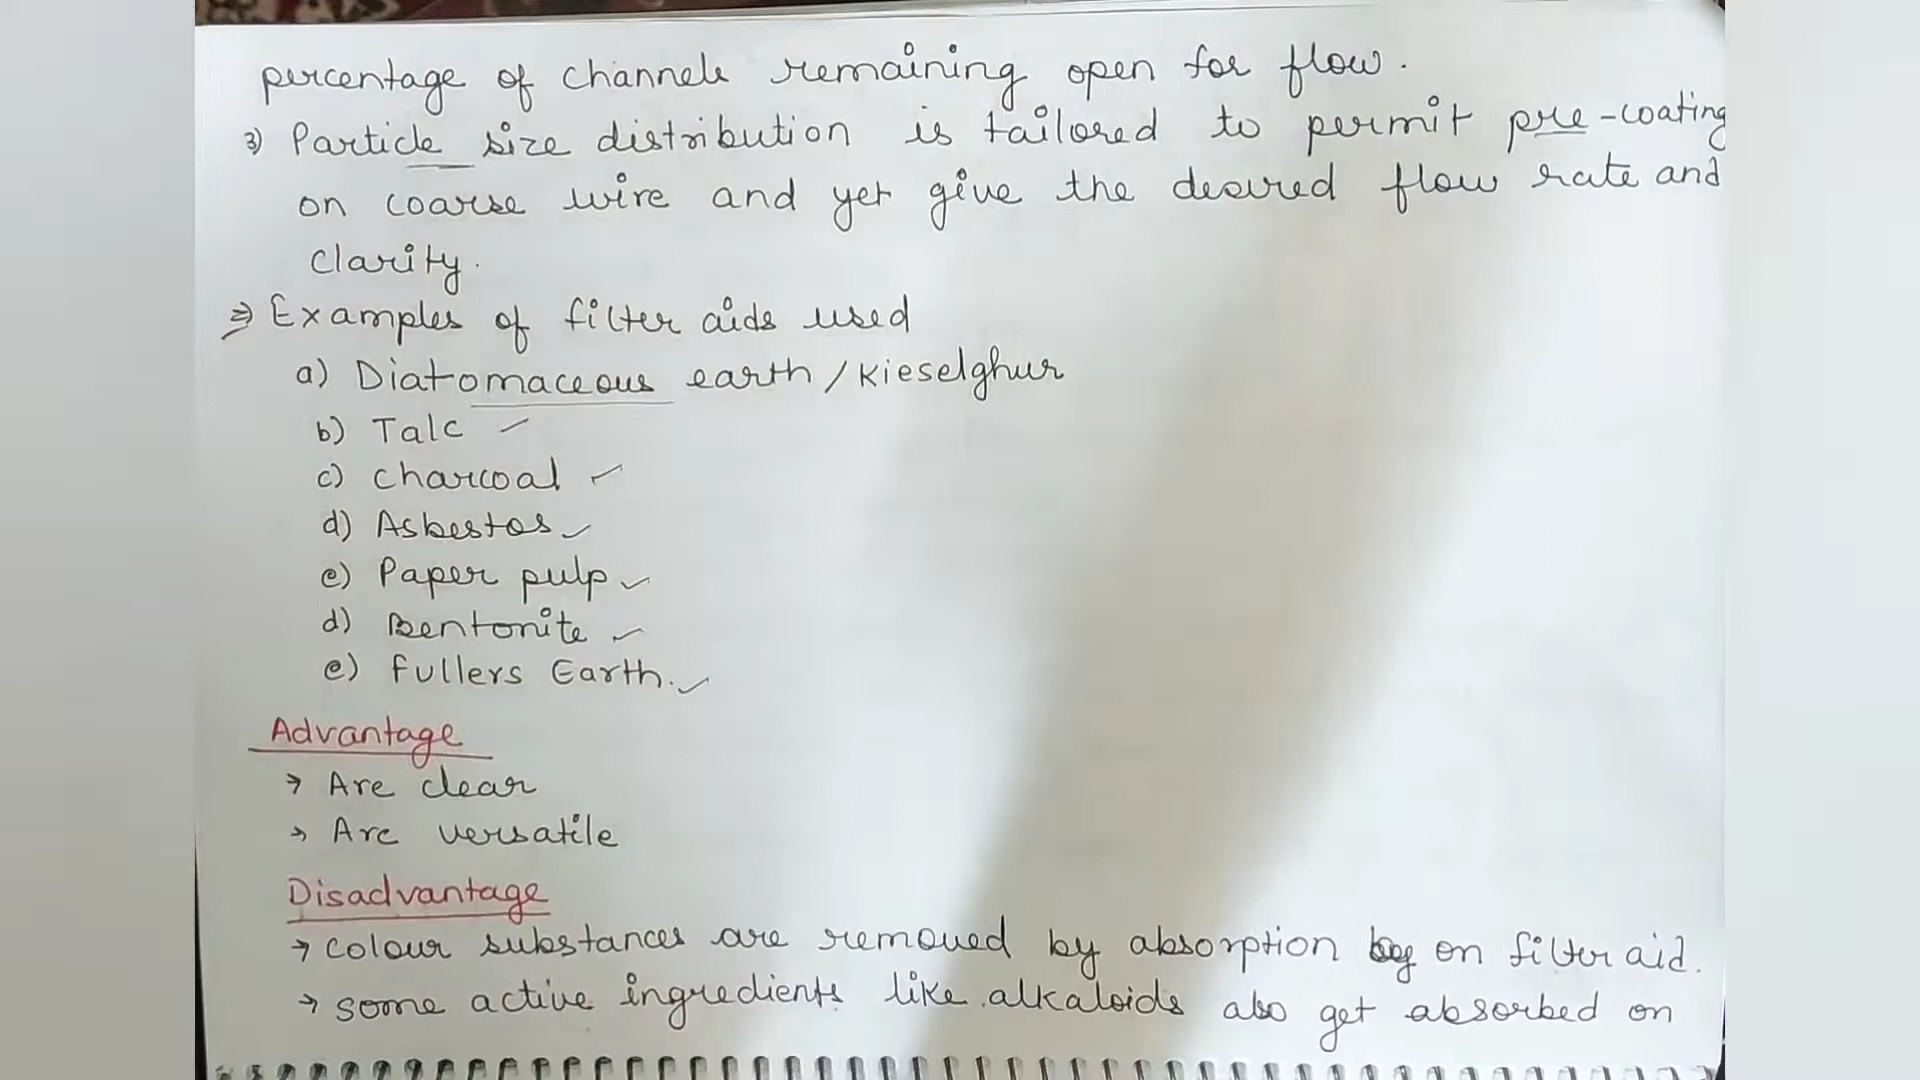 percentage of channels remaining open for flow.
3) Particle size distribution is tailored to permit pre-coating
on coarse wire and yet give the desired flow rate and
clarity.
⇒ Examples of filter aids used
a) Diatomaceous earth / Kieselghur
b) Talc
c) Charcoal
d) Asbestos
e) Paper pulp
d) Bentonite
e) Fullers Earth.
Advantage
→ Are clear
→ Are versatile
Disadvantage
→ Colour substances are removed by absorption by on filter aid.
→ Some active ingredients like alkaloids also get absorbed on